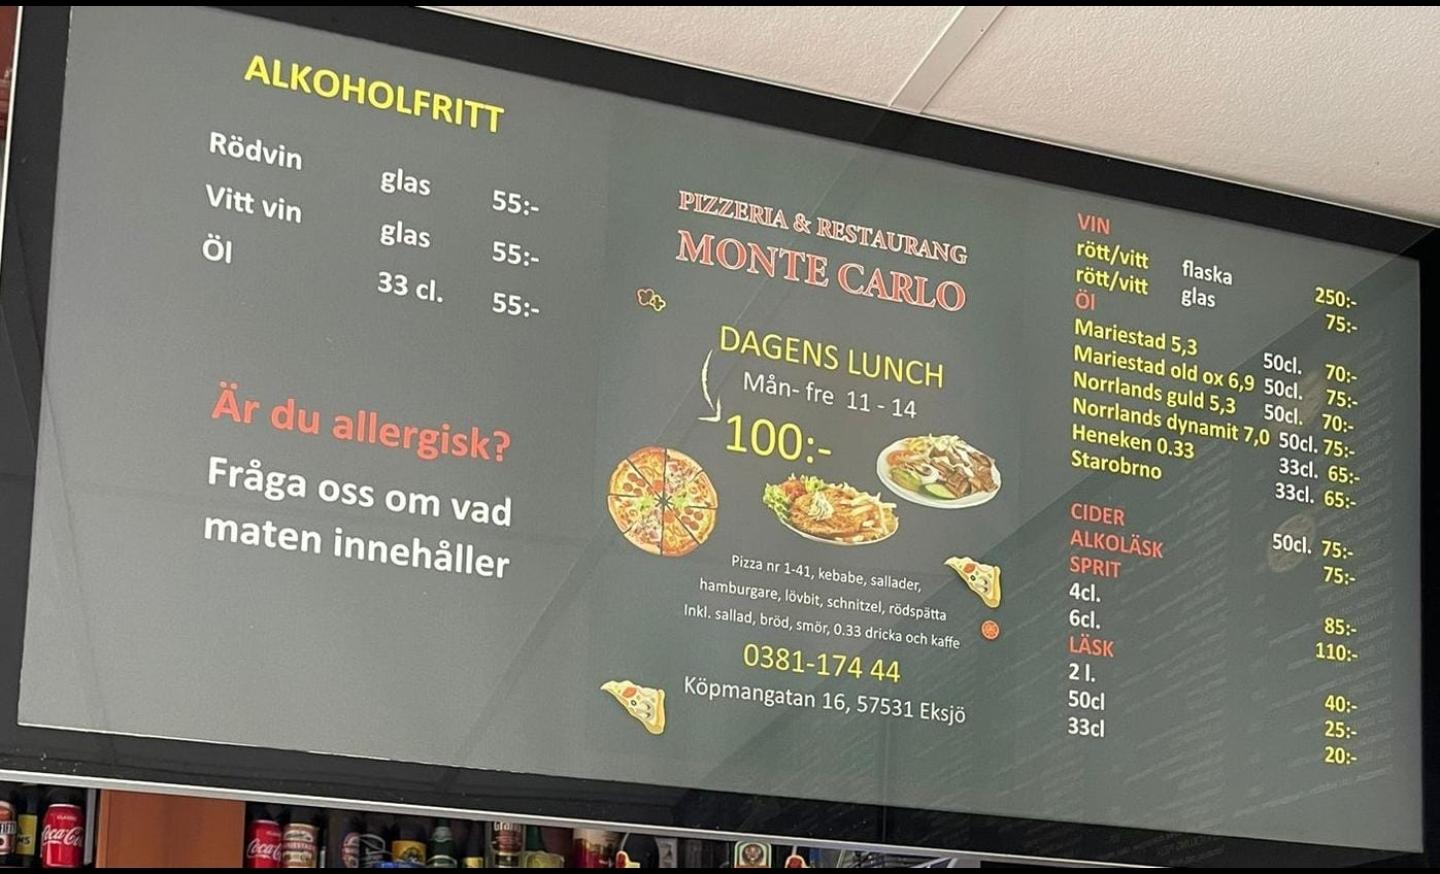 ALKOHOLFRITT
Rödvin glas 55:-
Vitt vin glas 55:-
Öl 33 cl. 55:-
Är du allergisk?
Fråga oss om vad
maten innehåller
PIZZERIA & RESTAURANG
MONTE CARLO
DAGENS LUNCH
Mån- fre 11 - 14
100:-
Pizza nr 1-41, kebabe, sallader,
hamburgare, lövbit, schnitzel, rödspätta
Inkl. sallad, bröd, smör, 0.33 dricka och kaffe
0381-174 44
Köpmangatan 16, 57531 Eksjö
VIN
rött/vitt flaska 250:-
rött/vitt glas 75:-
Öl
Mariestad 5,3 50cl. 70:-
Mariestad old ox 6,9 50cl. 75:-
Norrlands guld 5,3 50cl. 70:-
Norrlands dynamit 7,0 50cl. 75:-
Heneken 0.33 33cl. 65:-
Starobrno 33cl. 65:-
CIDER 50cl. 75:-
ALKOLÄSK 75:-
SPRIT
4cl. 85:-
6cl. 110:-
LÄSK
2 l. 40:-
50cl 25:-
33cl 20:-
Coca-Cola
Coca-Cola